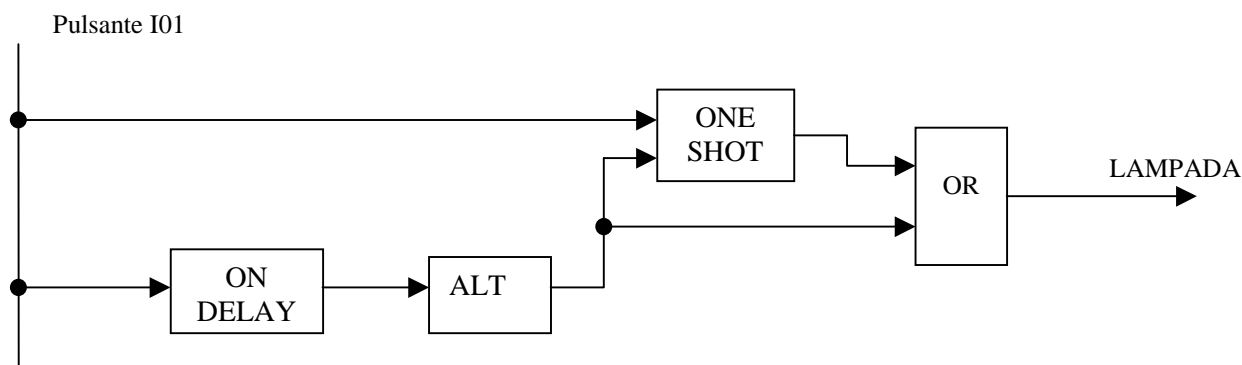 Pulsante I01
ONE
SHOT
OR
LAMPADA
ON
DELAY
ALT